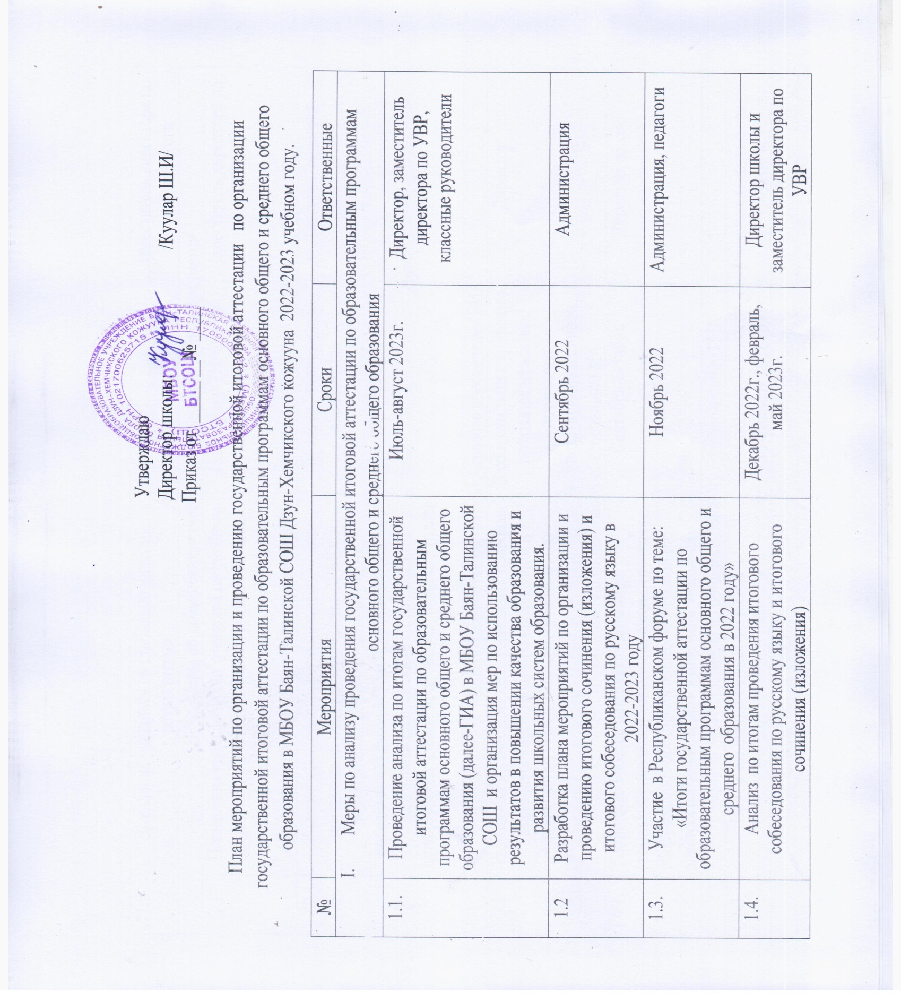 Утверждаю
Директор школы: /Куулар Ш.И/
Приказ от ________ №____
МБОУ
БТСОШ
План мероприятий по организации и проведению государственной итоговой аттестации по организации
государственной итоговой аттестации по образовательным программам основного общего и среднего общего
образования в МБОУ Баян-Талинской СОШ Дзун-Хемчикского кожууна 2022-2023 учебном году.
№ Мероприятия Сроки Ответственные
I. Меры по анализу проведения государственной итоговой аттестации по образовательным программам
основного общего и среднего общего образования
1.1. Проведение анализа по итогам государственной
итоговой аттестации по образовательным
программам основного общего и среднего общего
образования (далее-ГИА) в МБОУ Баян-Талинской
СОШ и организация мер по использованию
результатов в повышении качества образования и
развития школьных систем образования.
Июль-август 2023г.
Директор, заместитель
директора по УВР,
классные руководители
1.2 Разработка плана мероприятий по организации и
проведению итогового сочинения (изложения) и
итогового собеседования по русскому языку в
2022-2023 году
Сентябрь 2022
Администрация
1.3. Участие в Республиканском форуме по теме:
«Итоги государственной аттестации по
образовательным программам основного общего и
среднего образования в 2022 году»
Ноябрь 2022
Администрация, педагоги
1.4. Анализ по итогам проведения итогового
собеседования по русскому языку и итогового
сочинения (изложения)
Декабрь 2022г., февраль,
май 2023г.
Директор школы и
заместитель директора по
УВР